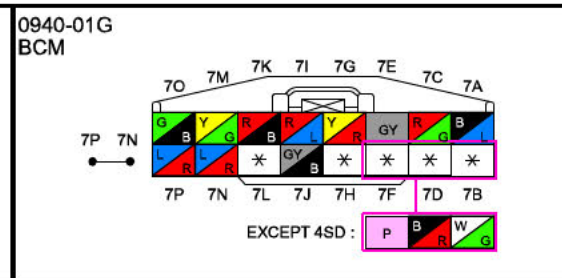 0940-01G
BCM
7O 7M 7K 7I 7G 7E 7C 7A
G B Y G R B R L Y R GY R G B L
7P 7N
L R L R * GY B * * * *
7P 7N 7L 7J 7H 7F 7D 7B
EXCEPT 4SD : P B R W G